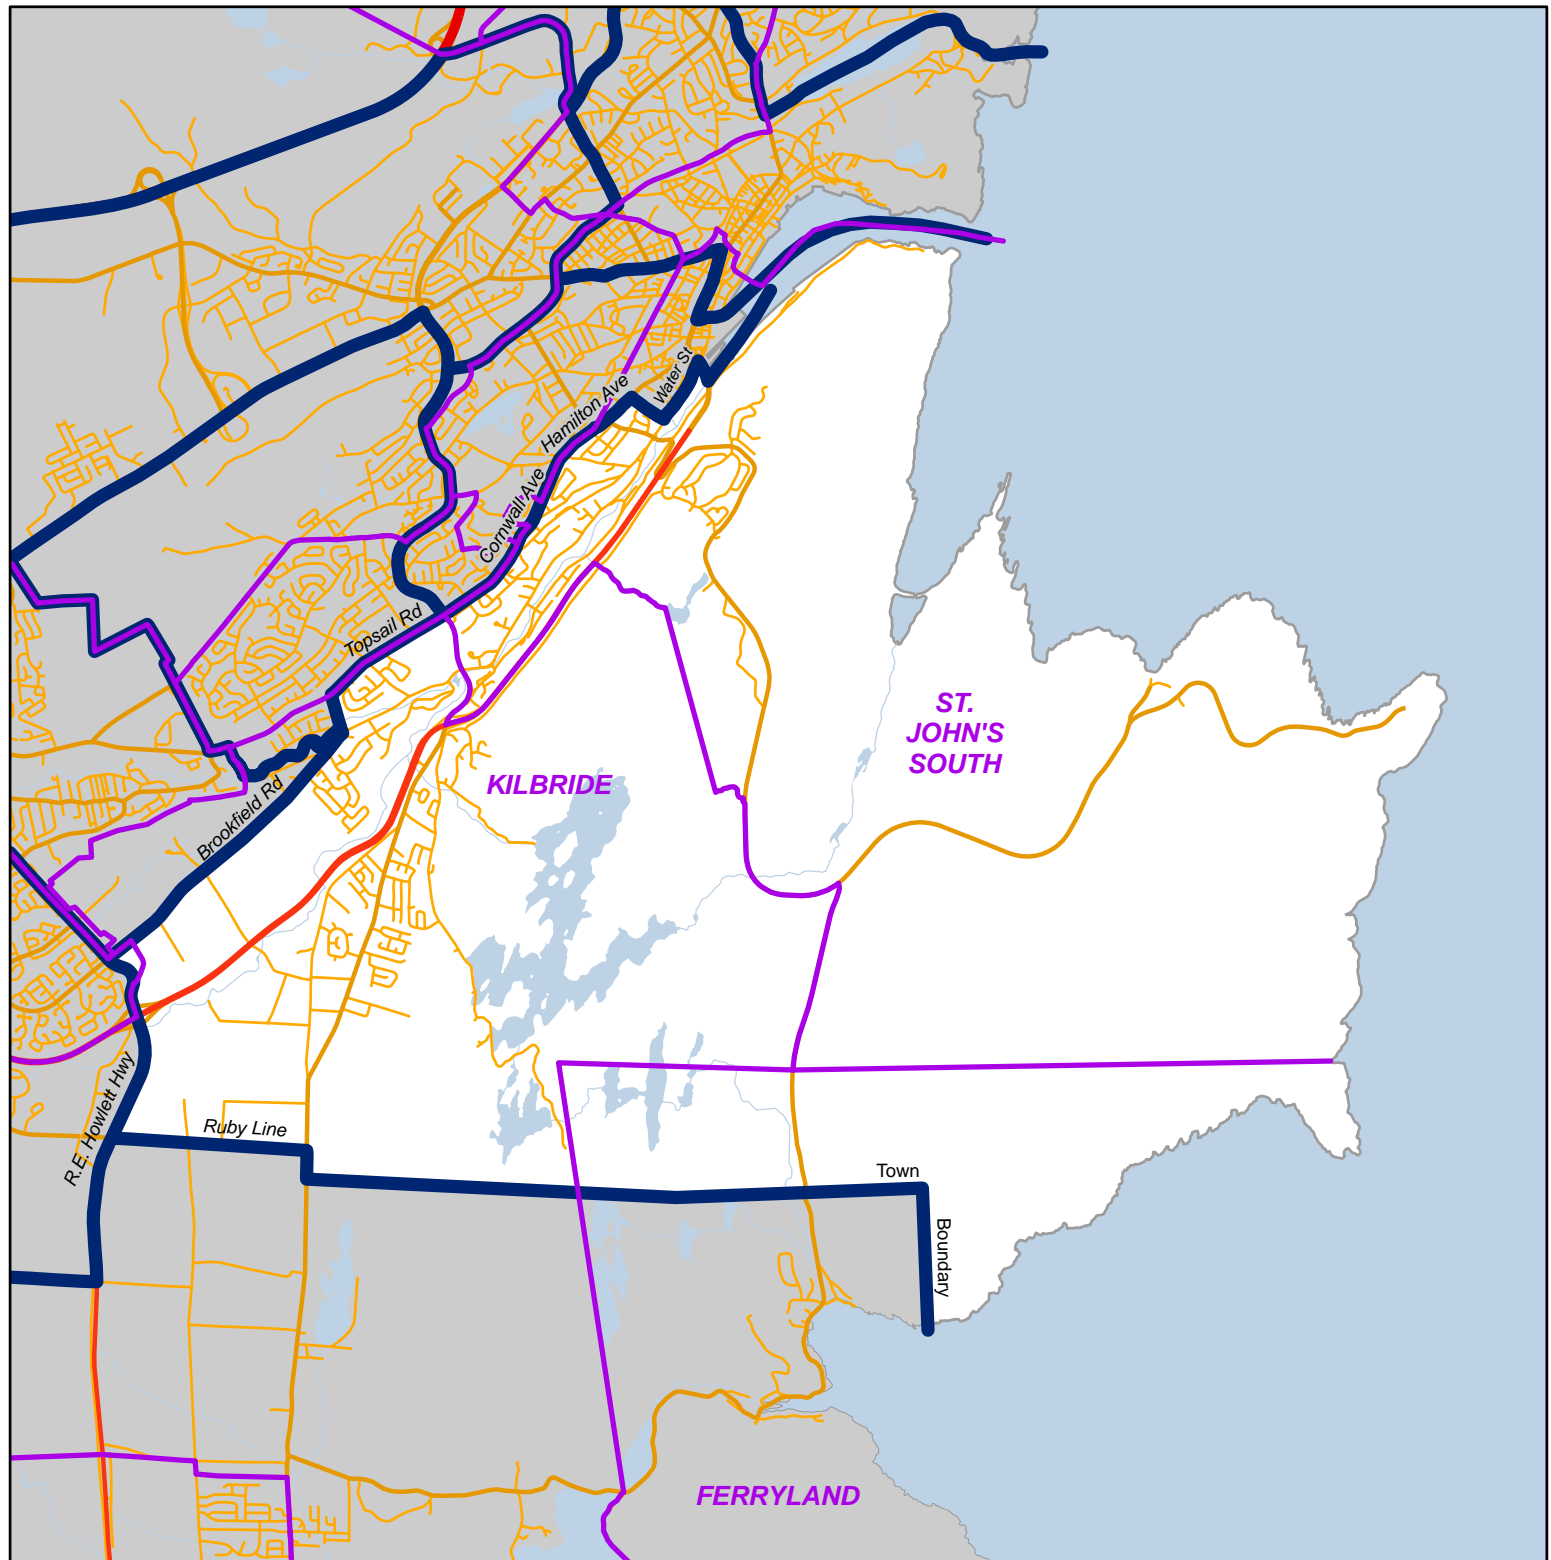 Water St
Hamilton Ave
Cornwall Ave
Topsail Rd
ST.
JOHN'S
SOUTH
KILBRIDE
Brookfield Rd
R.E. Howlett Hwy
Ruby Line
Town
Boundary
FERRYLAND